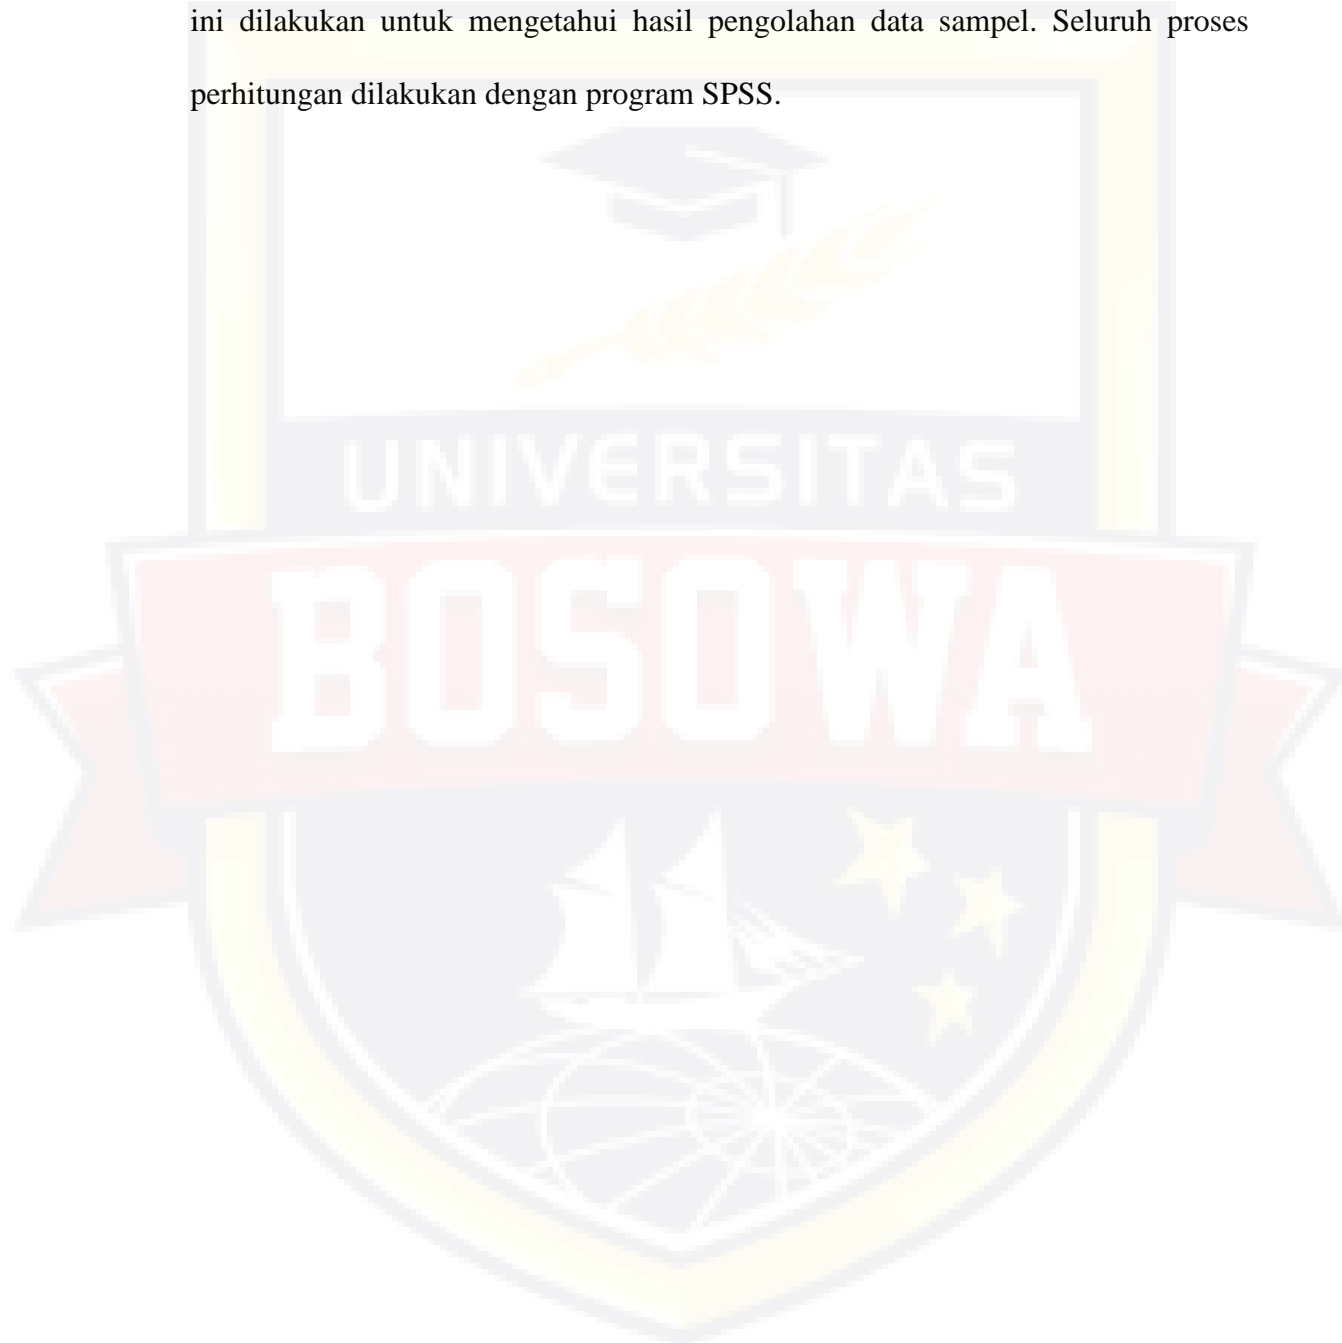 ini dilakukan untuk mengetahui hasil pengolahan data sampel. Seluruh proses
perhitungan dilakukan dengan program SPSS.
UNIVERSITAS
BOSOWA